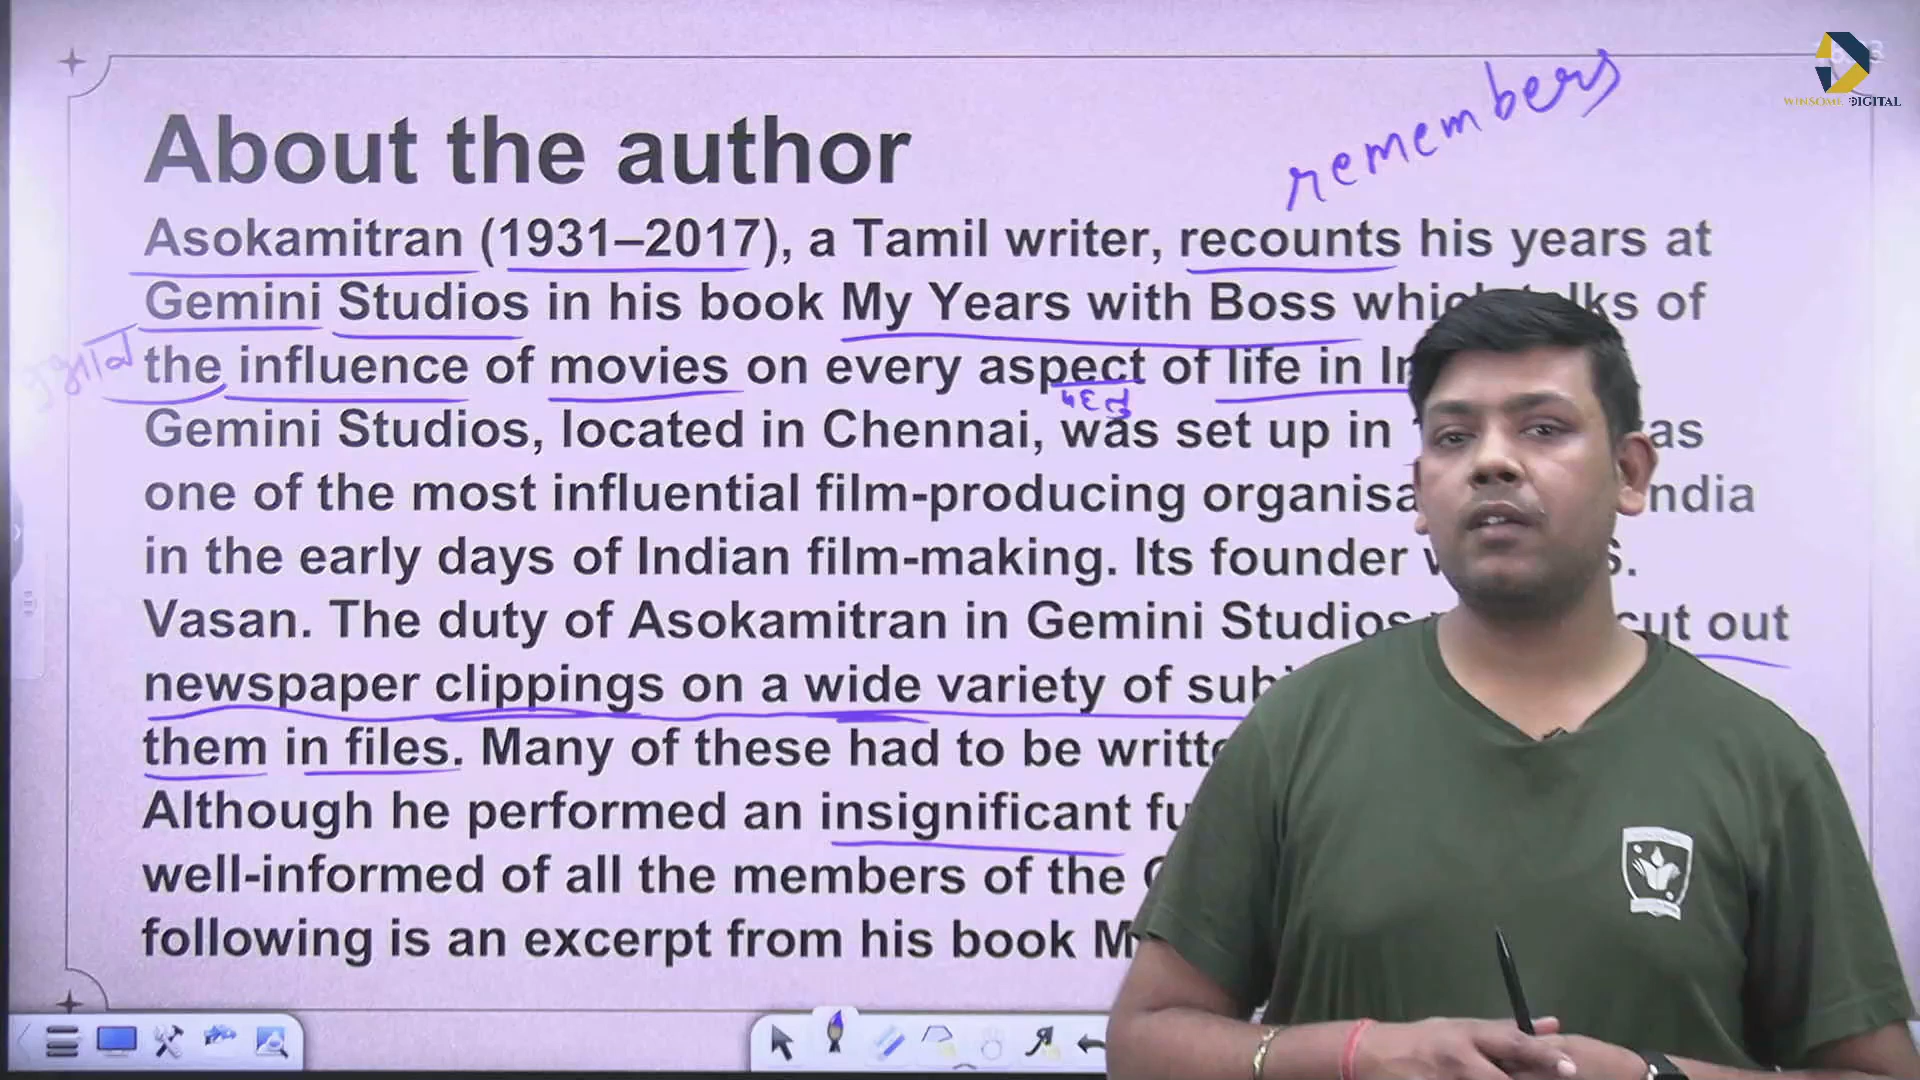 WINSOME DIGITAL
remembers
About the author
Asokamitran (1931–2017), a Tamil writer, recounts his years at
Gemini Studios in his book My Years with Boss which talks of
प्रभाव
the influence of movies on every aspect of life in
पहलु
Gemini Studios, located in Chennai, was set up in
one of the most influential film-producing India
in the early days of Indian film-making. Its founder S.
Vasan. The duty of Asokamitran in Gemini Studios cut out
newspaper clippings on a wide variety of
them in files. Many of these had to be
Although he performed an insignificant
well-informed of all the members of the
following is an excerpt from his book